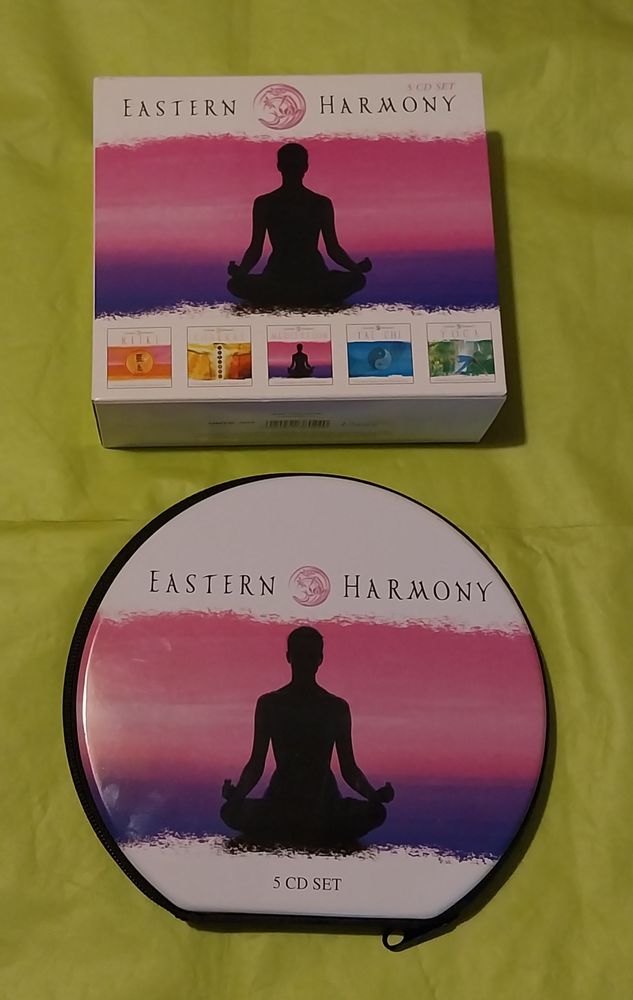 5 CD SET
EASTERN HARMONY
REIKI
MEDITATION
TAI CHI
YOGA
EASTERN HARMONY
5 CD SET